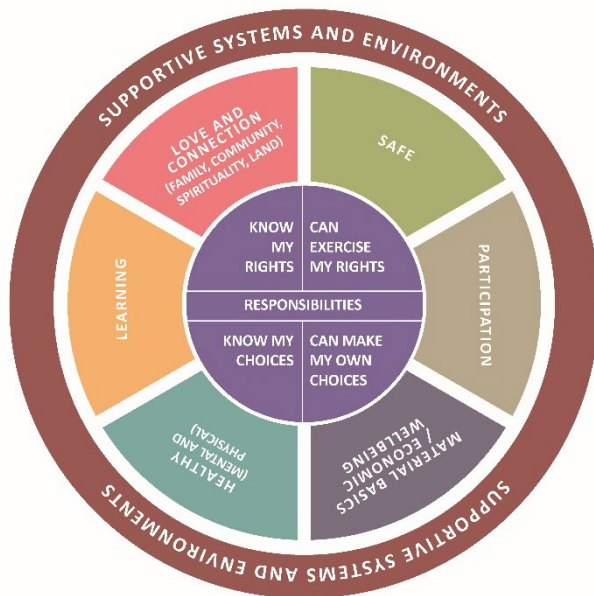 SUPPORTIVE SYSTEMS AND ENVIRONMENTS
LOVE AND
CONNECTION
(FAMILY, COMMUNITY,
SPIRITUALITY, LAND)
SAFE
PARTICIPATION
MATERIAL BASICS
/ ECONOMIC
WELLBEING
HEALTHY
(MENTAL AND
PHYSICAL)
LEARNING
KNOW
MY
RIGHTS
CAN
EXERCISE
MY RIGHTS
RESPONSIBILITIES
KNOW MY
CHOICES
CAN MAKE
MY OWN
CHOICES
SUPPORTIVE SYSTEMS AND ENVIRONMENTS